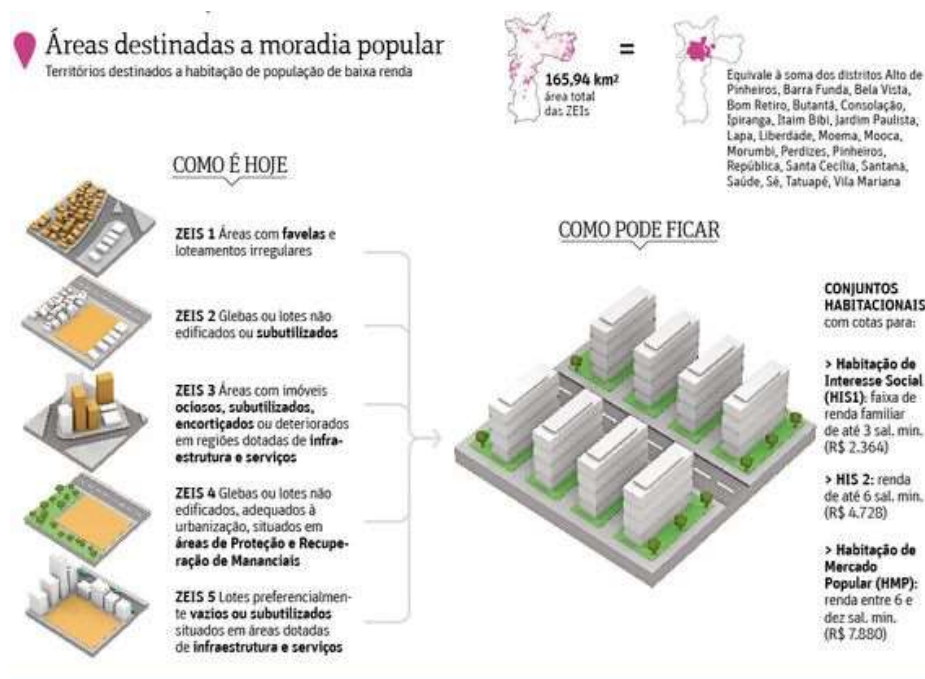 Áreas destinadas a moradia popular
Territórios destinados a habitação de população de baixa renda
165,94 km²
área total
das ZEIs
=
Equivale à soma dos distritos Alto de
Pinheiros, Barra Funda, Bela Vista,
Bom Retiro, Butantã, Consolação,
Ipiranga, Itaim Bibi, Jardim Paulista,
Lapa, Liberdade, Moema, Mooca,
Morumbi, Perdizes, Pinheiros,
República, Santa Cecília, Santana,
Saúde, Sé, Tatuapé, Vila Mariana
COMO É HOJE
ZEIS 1 Áreas com favelas e
loteamentos irregulares
ZEIS 2 Glebas ou lotes não
edificados ou subutilizados
ZEIS 3 Áreas com imóveis
ociosos, subutilizados,
encortiçados ou deteriorados
em regiões dotadas de infra-
estrutura e serviços
ZEIS 4 Glebas ou lotes não
edificados, adequados à
urbanização, situados em
áreas de Proteção e Recupe-
ração de Mananciais
ZEIS 5 Lotes preferencialmen-
te vazios ou subutilizados
situados em áreas dotadas
de infraestrutura e serviços
COMO PODE FICAR
CONJUNTOS
HABITACIONAIS
com cotas para:
> Habitação de
Interesse Social
(HIS1): faixa de
renda familiar
de até 3 sal. min.
(R$ 2.364)
> HIS 2: renda
de até 6 sal. min.
(R$ 4.728)
> Habitação de
Mercado
Popular (HMP):
renda entre 6 e
dez sal. min.
(R$ 7.880)